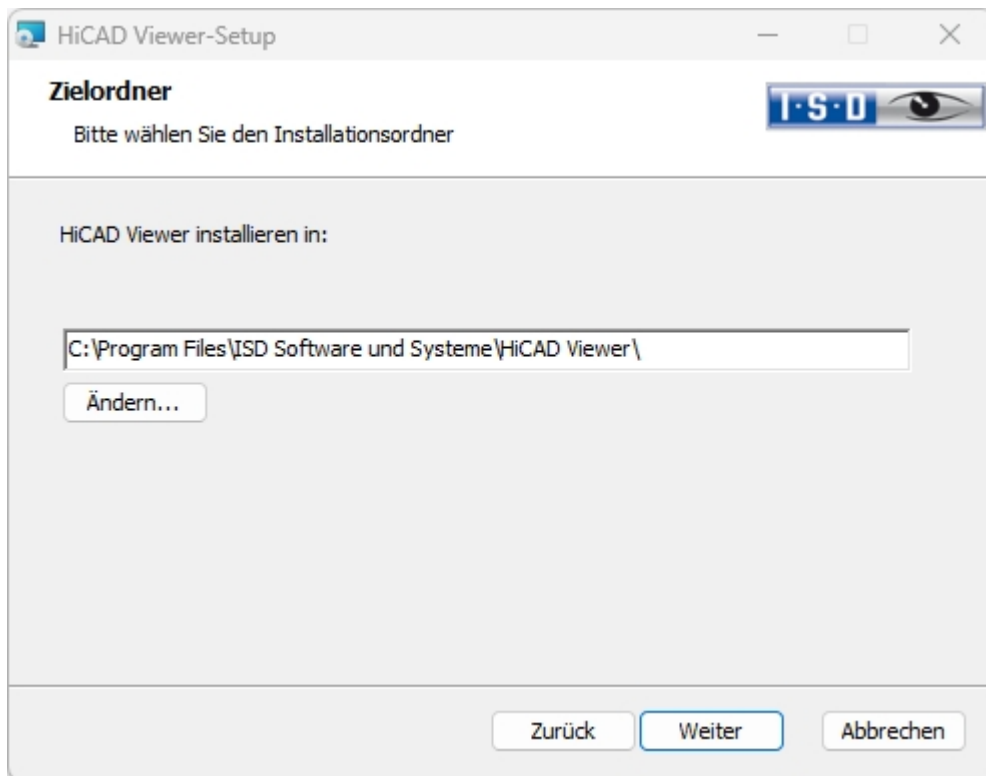 HiCAD Viewer-Setup
Zielordner
Bitte wählen Sie den Installationsordner
I·S·D
HiCAD Viewer installieren in:
C:\Program Files\ISD Software und Systeme\HiCAD Viewer\
Ändern...
Zurück Weiter Abbrechen